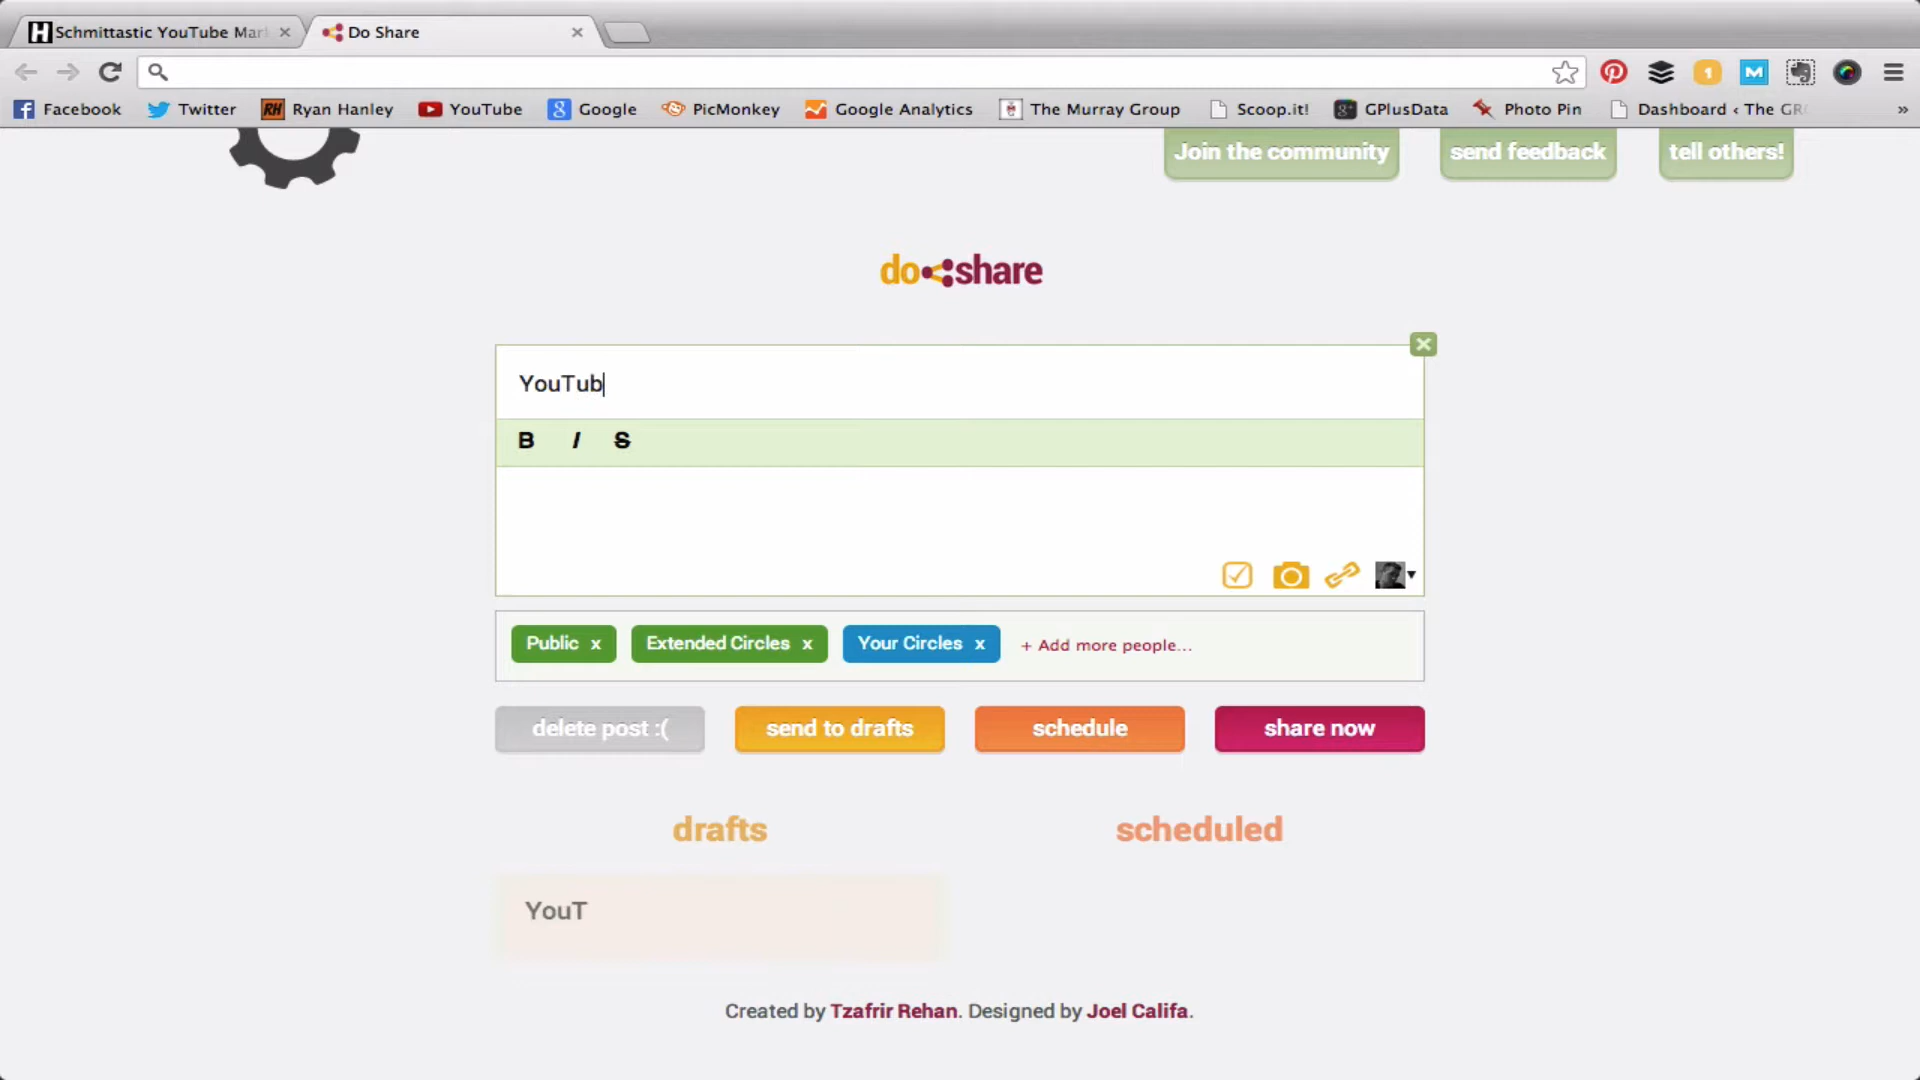 Schmittastic YouTube Mar
Do Share
Facebook
Twitter
RH Ryan Hanley
YouTube
Google
PicMonkey
Google Analytics
The Murray Group
Scoop.it!
GPlusData
Photo Pin
Dashboard ‹ The GR
»
Join the community
send feedback
tell others!
do share
YouTub
B I S
Public x
Extended Circles x
Your Circles x
+ Add more people...
delete post :(
send to drafts
schedule
share now
drafts
scheduled
YouT
Created by Tzafrir Rehan. Designed by Joel Califa.